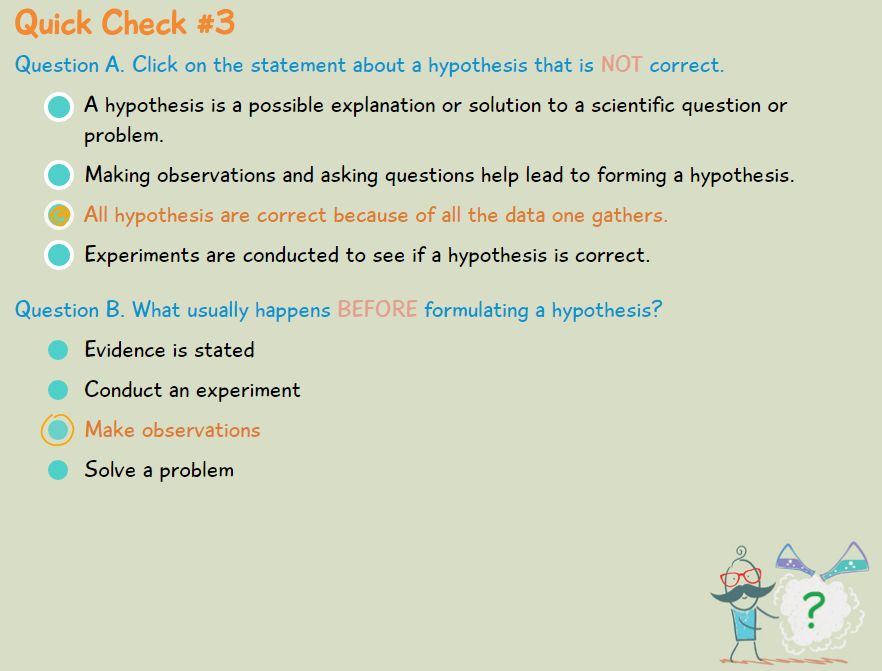 Quick Check #3
Question A. Click on the statement about a hypothesis that is NOT correct.
A hypothesis is a possible explanation or solution to a scientific question or
problem.
Making observations and asking questions help lead to forming a hypothesis.
All hypothesis are correct because of all the data one gathers.
Experiments are conducted to see if a hypothesis is correct.
Question B. What usually happens BEFORE formulating a hypothesis?
Evidence is stated
Conduct an experiment
Make observations
Solve a problem
?